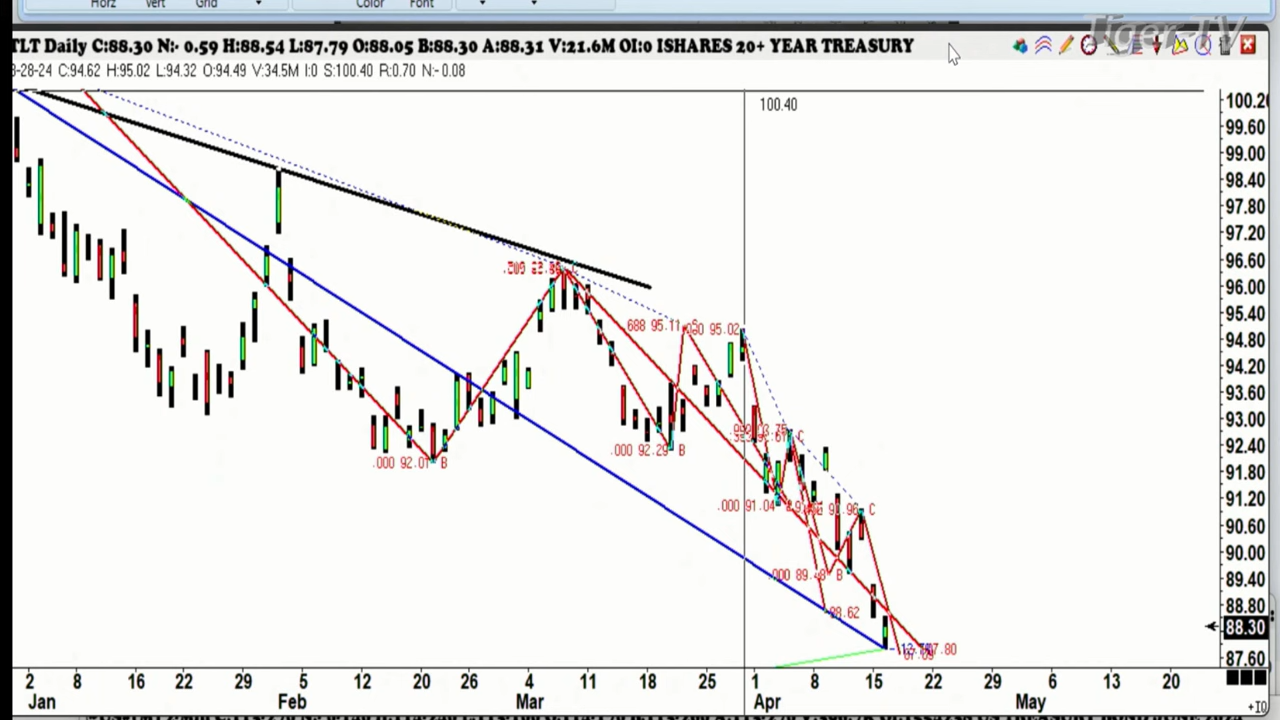 Horz Vert Grid Color Font
Tiger-TV
TLT Daily C:88.30 N:- 0.59 H:88.54 L:87.79 O:88.05 B:88.30 A:88.31 V:21.6M OI:0 ISHARES 20+ YEAR TREASURY
3-28-24 C:94.62 H:95.02 L:94.32 O:94.49 V:34.5M I:0 S:100.40 R:0.70 N:-0.08
100.40
100.20
99.60
99.00
98.40
97.80
97.20
96.60
96.00
95.40
94.80
94.20
93.60
93.00
92.40
91.80
91.20
90.60
90.00
89.40
88.80
88.30
87.60
688 95.11
95.02
.000 92.01 B
.000 92.29 B
C
.000 91.04
C
B
88.62
2 8 16 22 29 5 12 20 26 4 11 18 25 1 8 15 22 29 6 13 20
Jan Feb Mar Apr May
+IQ